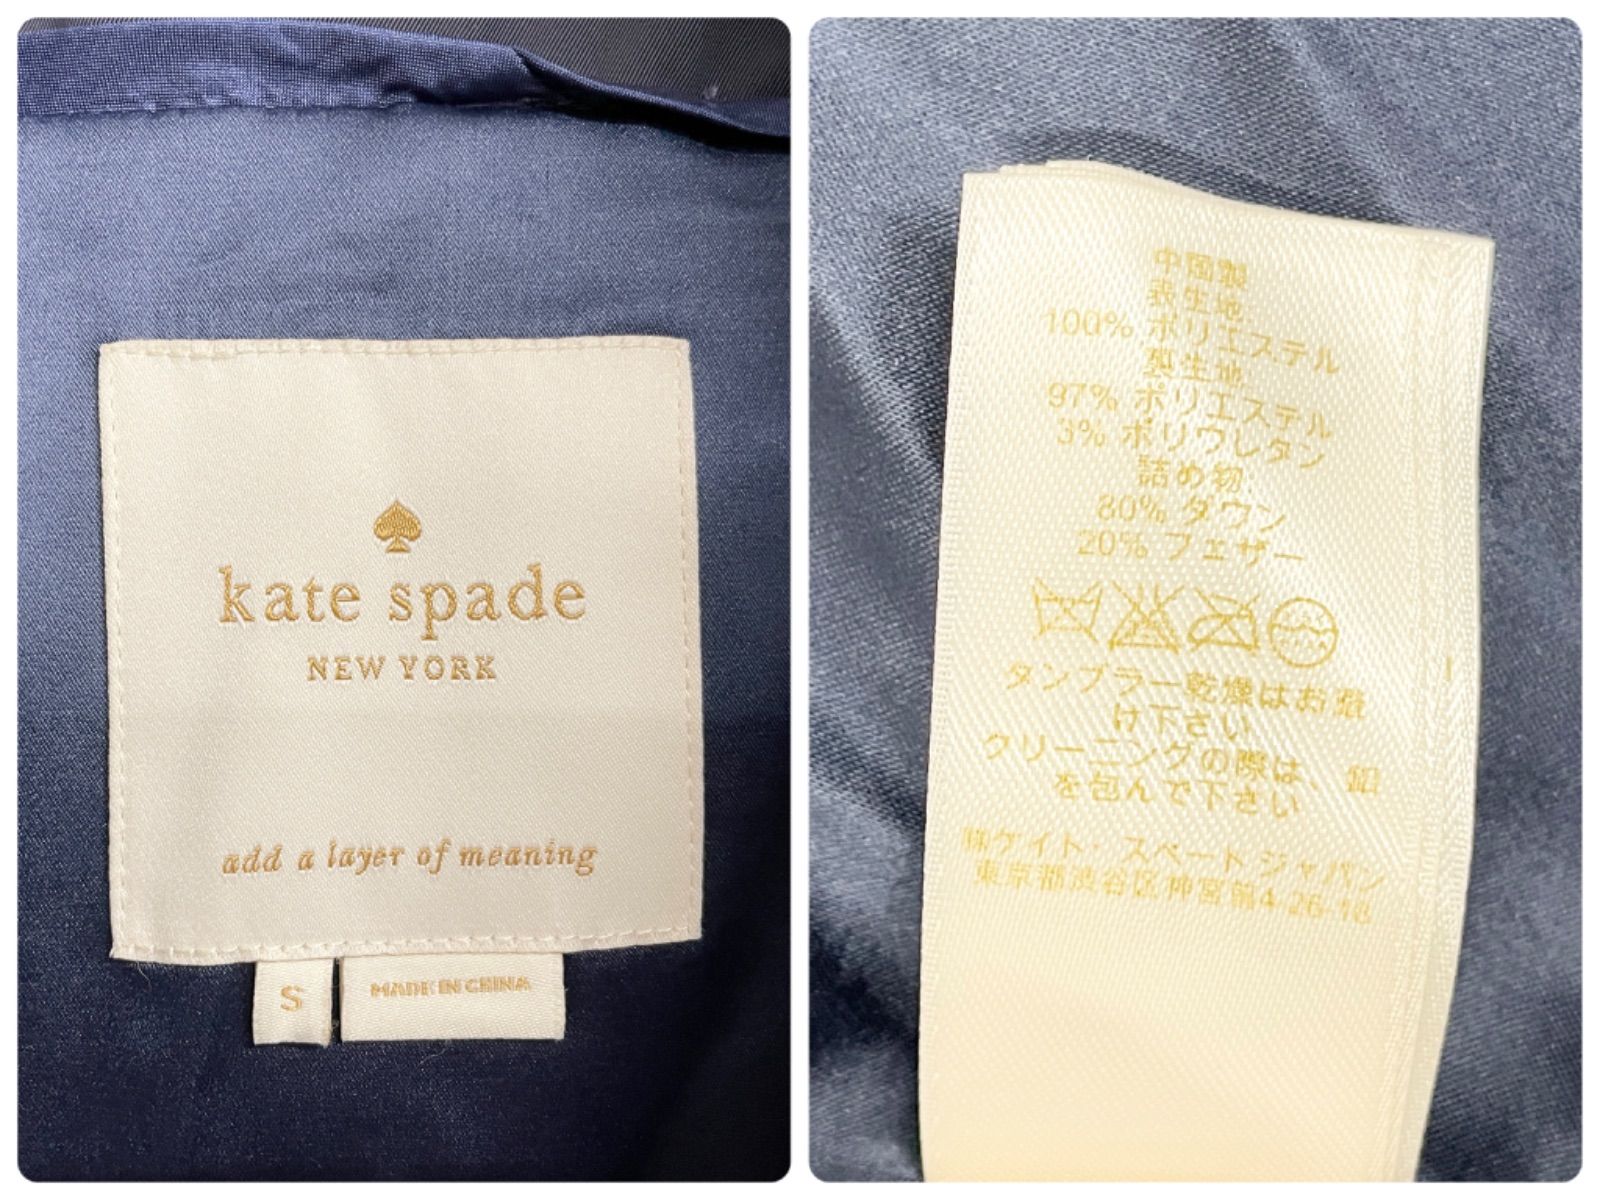 kate spade
NEW YORK
add a layer of meaning
S
MADE IN CHINA
中国製
表生地
100% ポリエステル
裏生地
97% ポリエステル
3% ポリウレタン
詰め物
80% ダウン
20% フェザー
タンブラー乾燥はお避
け下さい
クリーニングの際は、釦
を包んで下さい
㈱ケイト・スペード ジャパン
東京都渋谷区神宮前4-26-18